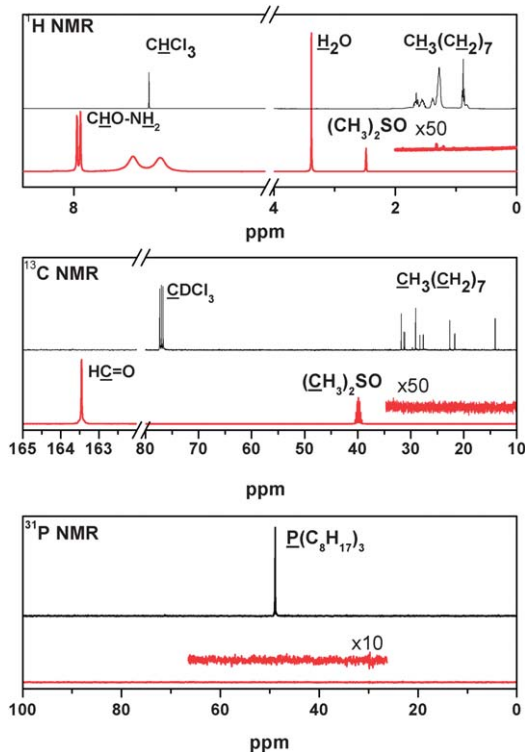 ¹H NMR
CHCl₃
H₂O
CH₃(CH₂)₇
CHO-NH₂
(CH₃)₂SO
x50
8 4 2 0
ppm
¹³C NMR
CDCl₃
CH₃(CH₂)₇
HC=O
(CH₃)₂SO
x50
165 164 163 80 70 60 50 40 30 20 10
ppm
³¹P NMR
P(C₈H₁₇)₃
x10
100 80 60 40 20 0
ppm